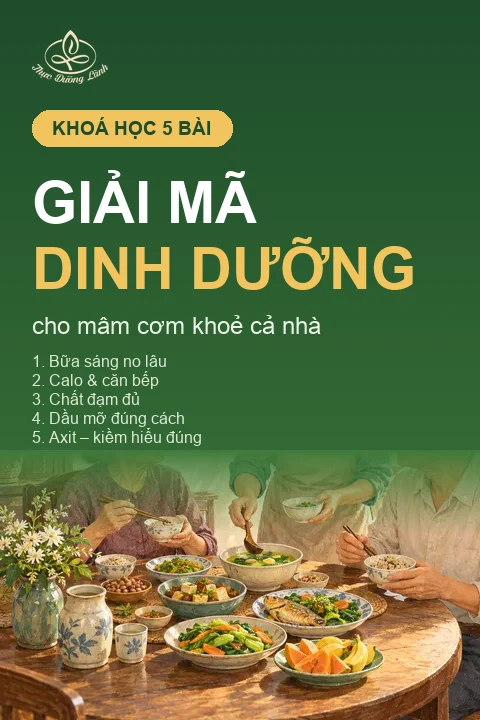 Thực Dưỡng Lành
KHOÁ HỌC 5 BÀI
GIẢI MÃ
DINH DƯỠNG
cho mâm cơm khoẻ cả nhà
1. Bữa sáng no lâu
2. Calo & căn bếp
3. Chất đạm đủ
4. Dầu mỡ đúng cách
5. Axit – kiềm hiểu đúng